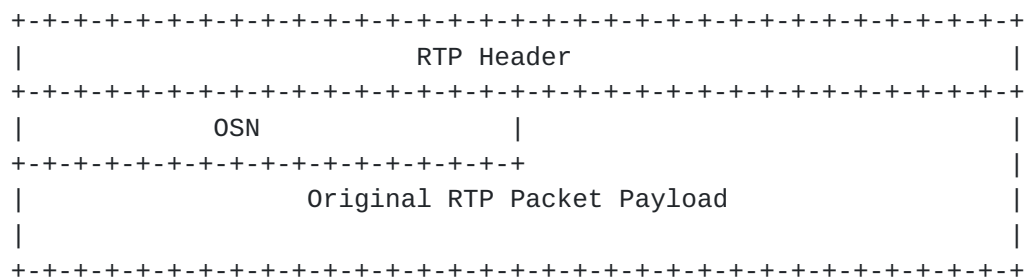 +-+-+-+-+-+-+-+-+-+-+-+-+-+-+-+-+-+-+-+-+-+-+-+-+-+-+-+-+-+-+-+-+
|                         RTP Header                            |
+-+-+-+-+-+-+-+-+-+-+-+-+-+-+-+-+-+-+-+-+-+-+-+-+-+-+-+-+-+-+-+-+
|            OSN                |                               |
+-+-+-+-+-+-+-+-+-+-+-+-+-+-+-+-+                               |
|                  Original RTP Packet Payload                  |
|                                                               |
+-+-+-+-+-+-+-+-+-+-+-+-+-+-+-+-+-+-+-+-+-+-+-+-+-+-+-+-+-+-+-+-+